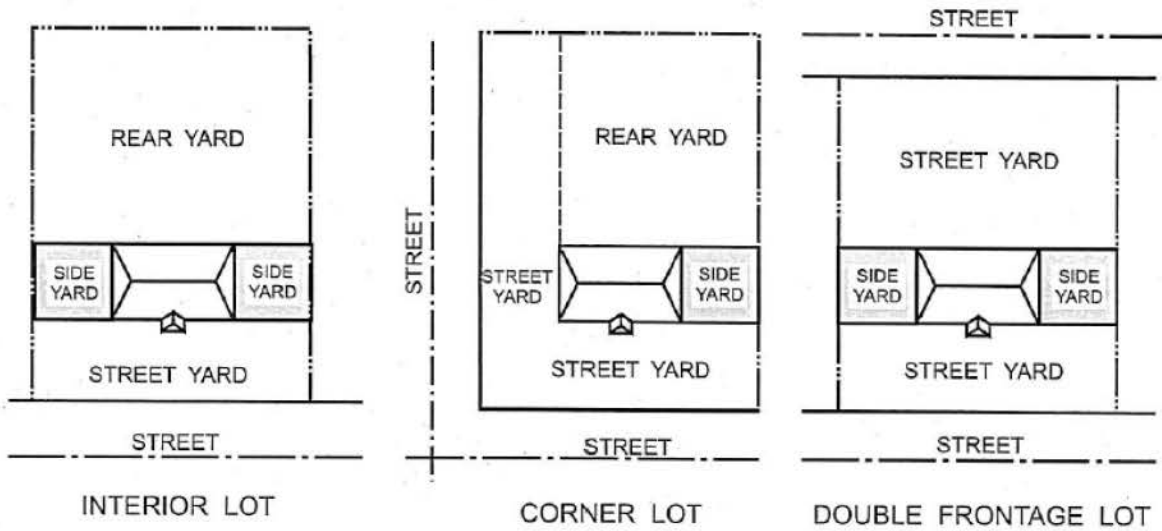 REAR YARD
SIDE
YARD
SIDE
YARD
STREET YARD
STREET
INTERIOR LOT
STREET
REAR YARD
STREET
YARD
SIDE
YARD
STREET YARD
STREET
CORNER LOT
STREET
STREET YARD
SIDE
YARD
SIDE
YARD
STREET YARD
STREET
DOUBLE FRONTAGE LOT